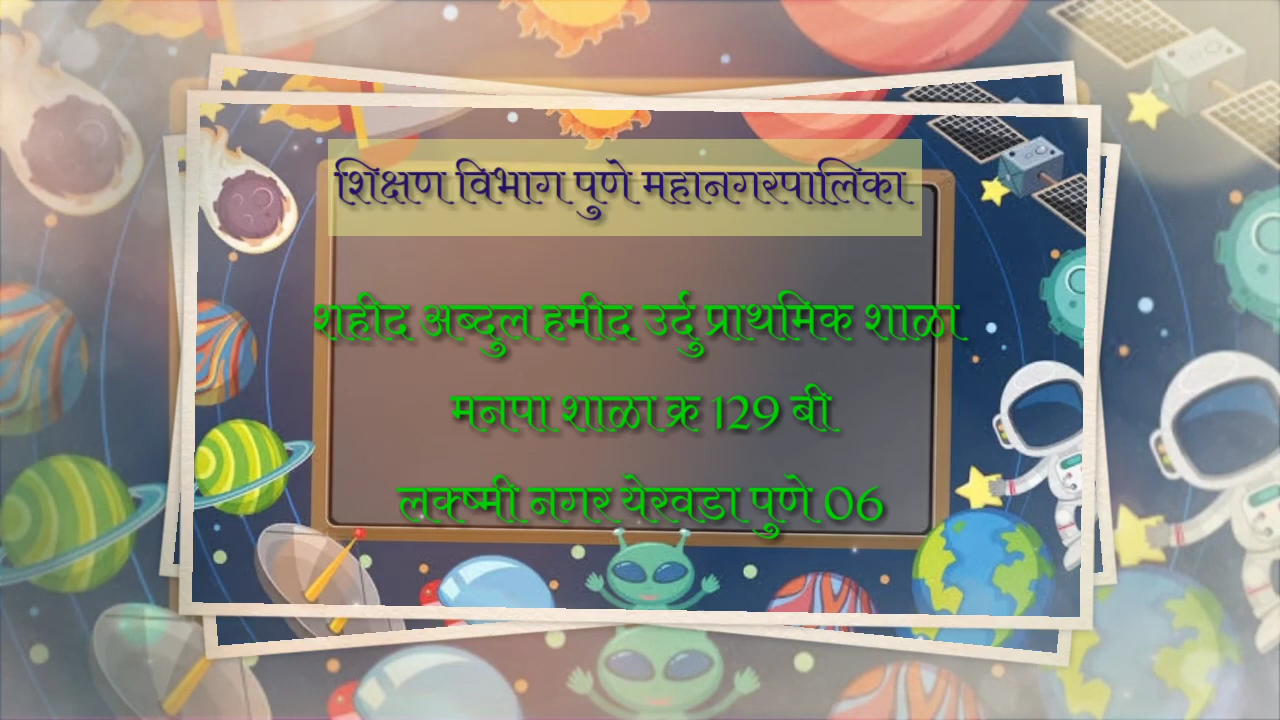 शिक्षण विभाग पुणे महानगरपालिका
शहीद अब्दुल हमीद उर्दु प्राथमिक शाळा
मनपा शाळा क्र 129 बी
लक्ष्मी नगर येरवडा पुणे 06